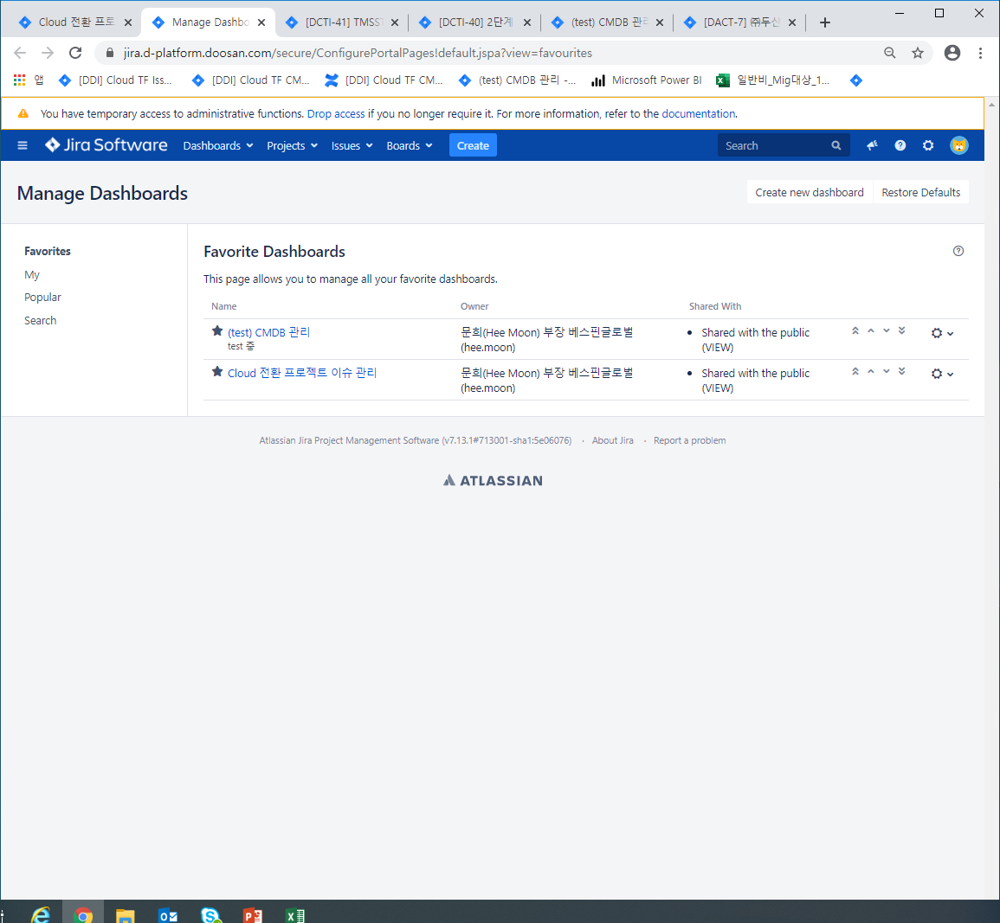 Cloud 전환 프로
Manage Dashbo
[DCTI-41] TMSS
[DCTI-40] 2단계
(test) CMDB 관리
[DACT-7] ㈜두산
jira.d-platform.doosan.com/secure/ConfigurePortalPages!default.jspa?view=favourites
앱
[DDI] Cloud TF Iss...
[DDI] Cloud TF CM...
[DDI] Cloud TF CM...
(test) CMDB 관리 -...
Microsoft Power BI
일반비_Mig대상_1...
You have temporary access to administrative functions. Drop access if you no longer require it. For more information, refer to the documentation.
Jira Software Dashboards Projects Issues Boards Create Search
Manage Dashboards
Create new dashboard Restore Defaults
Favorites
My
Popular
Search
Favorite Dashboards
This page allows you to manage all your favorite dashboards.
Name Owner Shared With
(test) CMDB 관리
test 중
문희(Hee Moon) 부장 베스핀글로벌
(hee.moon)
Shared with the public
(VIEW)
Cloud 전환 프로젝트 이슈 관리
문희(Hee Moon) 부장 베스핀글로벌
(hee.moon)
Shared with the public
(VIEW)
Atlassian Jira Project Management Software (v7.13.1#713001-sha1:5e06076) · About Jira · Report a problem
ATLASSIAN